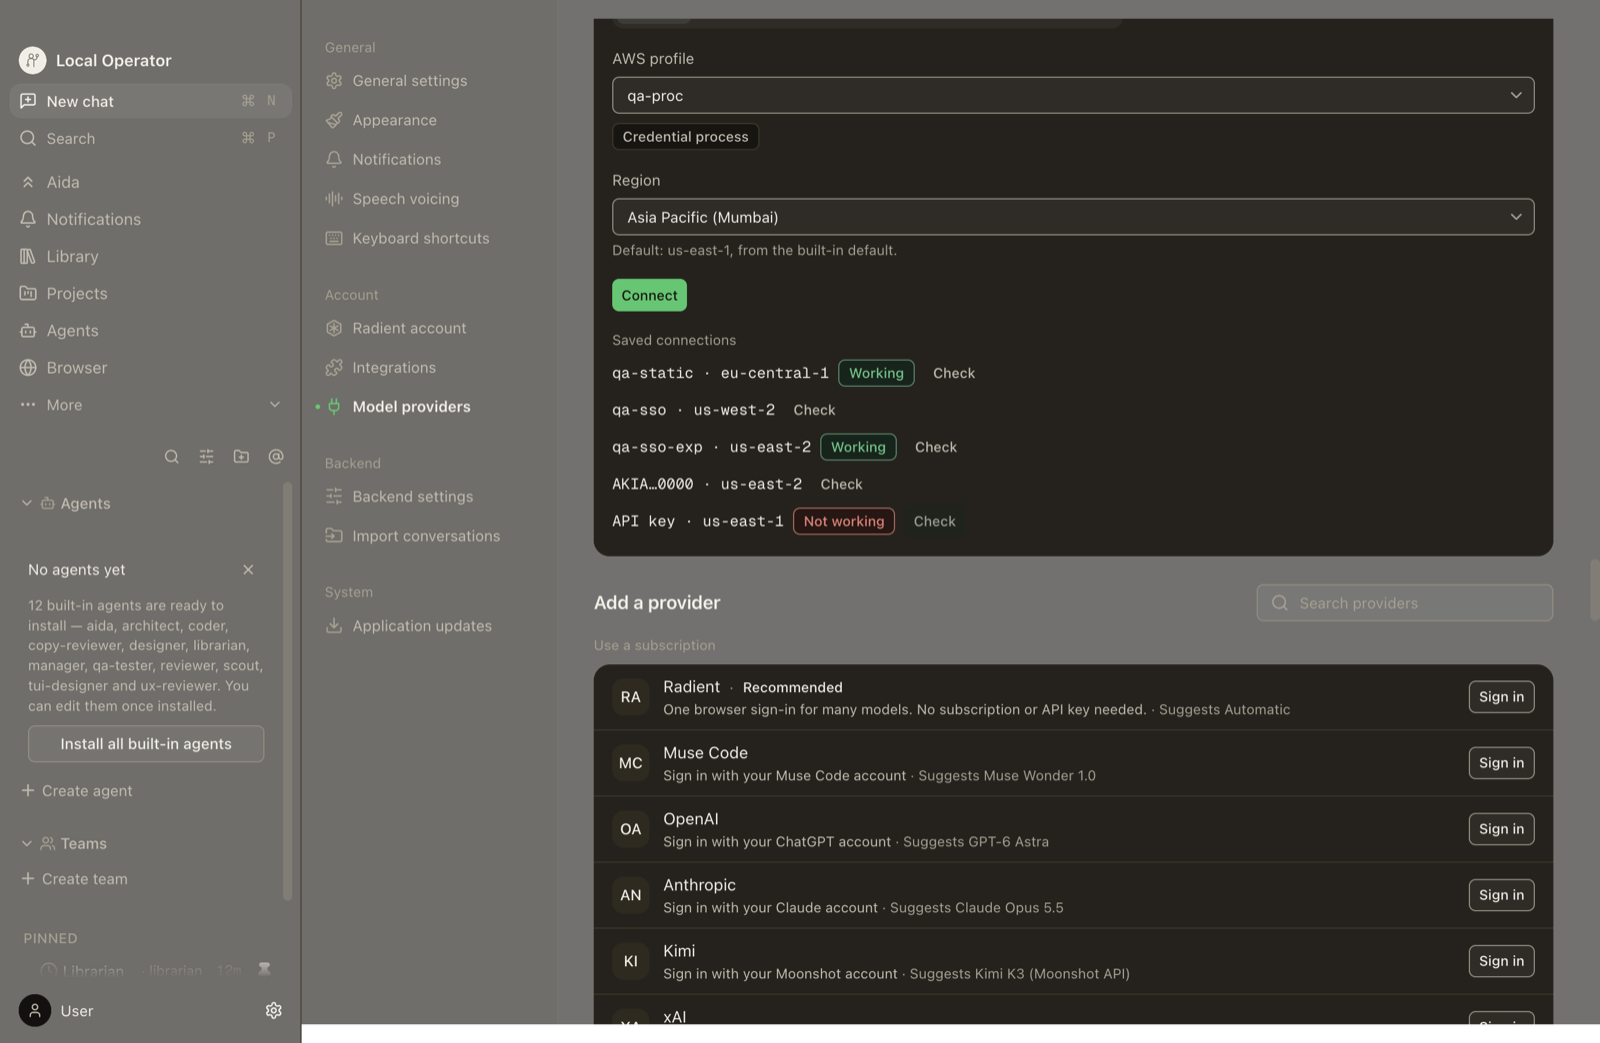 Local Operator
New chat
⌘ N
Search
⌘ P
Aida
Notifications
Library
Projects
Agents
Browser
More
Agents
No agents yet
12 built-in agents are ready to
install — aida, architect, coder,
copy-reviewer, designer, librarian,
manager, qa-tester, reviewer, scout,
tui-designer and ux-reviewer. You
can edit them once installed.
Install all built-in agents
Create agent
Teams
Create team
PINNED
Librarian · librarian 12m
User
General
General settings
Appearance
Notifications
Speech voicing
Keyboard shortcuts
Account
Radient account
Integrations
Model providers
Backend
Backend settings
Import conversations
System
Application updates
AWS profile
qa-proc
Credential process
Region
Asia Pacific (Mumbai)
Default: us-east-1, from the built-in default.
Connect
Saved connections
qa-static · eu-central-1 Working Check
qa-sso · us-west-2 Check
qa-sso-exp · us-east-2 Working Check
AKIA…0000 · us-east-2 Check
API key · us-east-1 Not working Check
Add a provider
Search providers
Use a subscription
RA
Radient · Recommended
One browser sign-in for many models. No subscription or API key needed. · Suggests Automatic
Sign in
MC
Muse Code
Sign in with your Muse Code account · Suggests Muse Wonder 1.0
Sign in
OA
OpenAI
Sign in with your ChatGPT account · Suggests GPT-6 Astra
Sign in
AN
Anthropic
Sign in with your Claude account · Suggests Claude Opus 5.5
Sign in
KI
Kimi
Sign in with your Moonshot account · Suggests Kimi K3 (Moonshot API)
Sign in
xAI